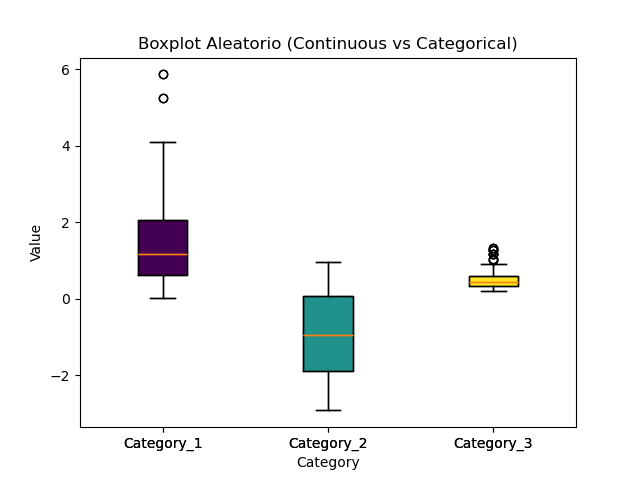 Boxplot Aleatorio (Continuous vs Categorical)
6
4
2
0
−2
Value
Category_1 Category_2 Category_3
Category